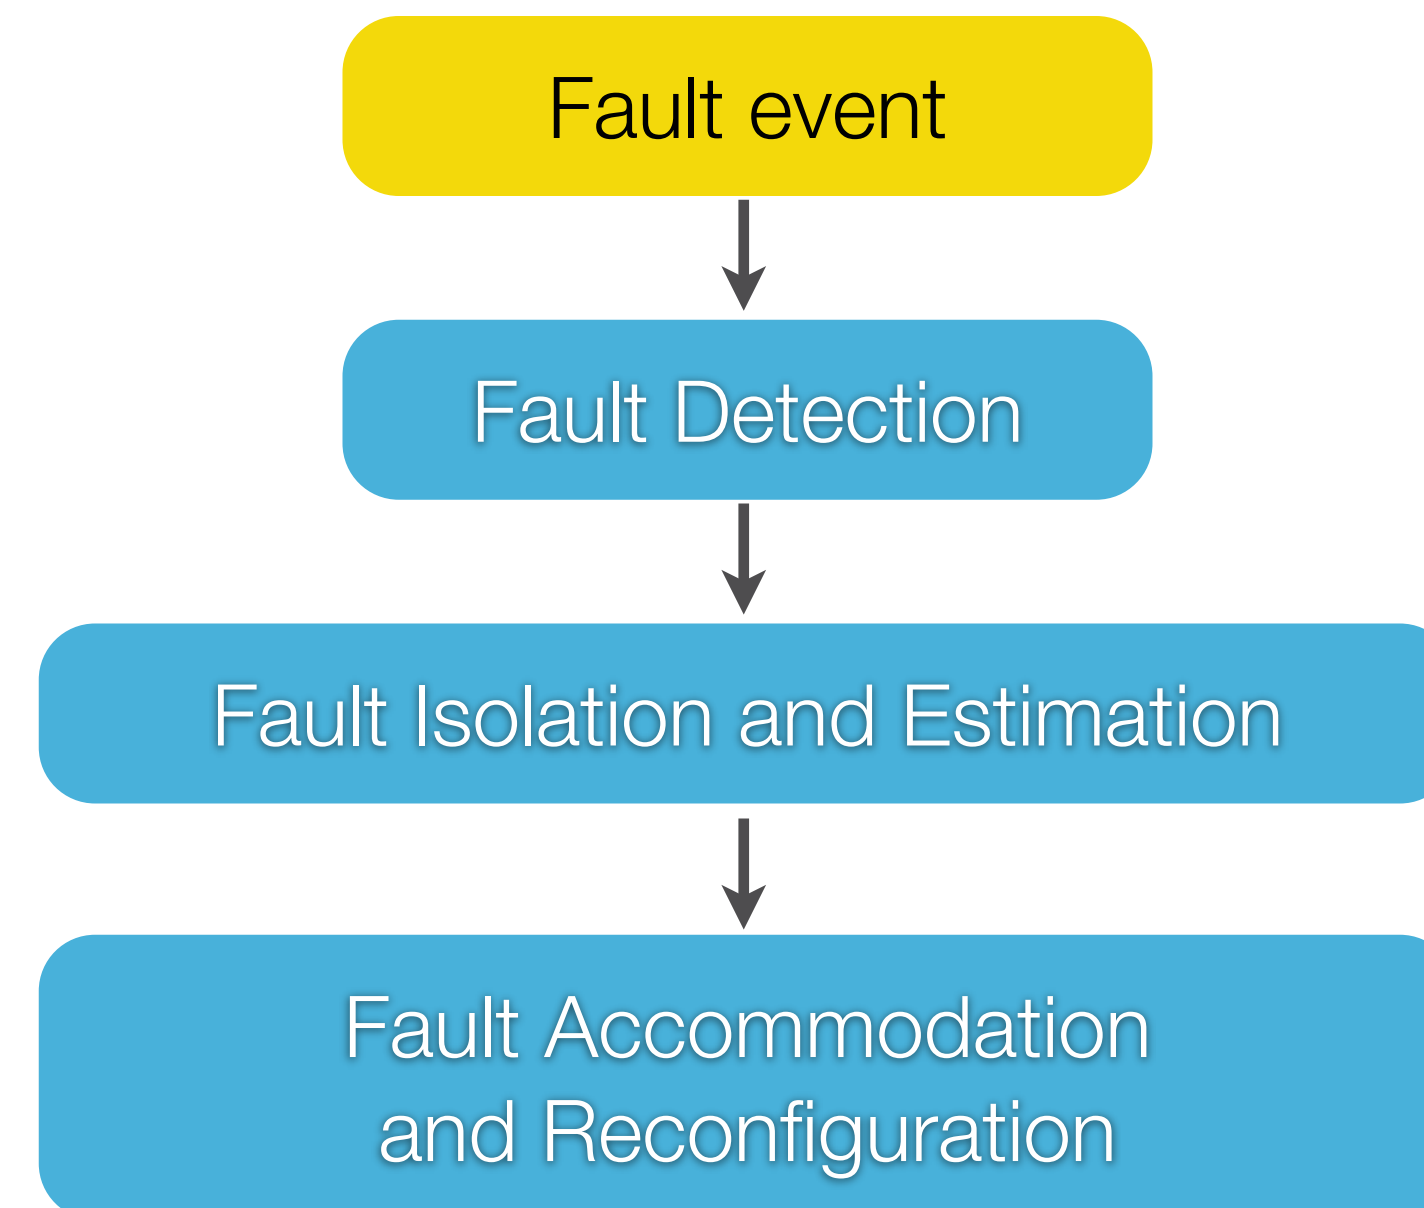 Fault event
Fault Detection
Fault Isolation and Estimation
Fault Accommodation
and Reconfiguration